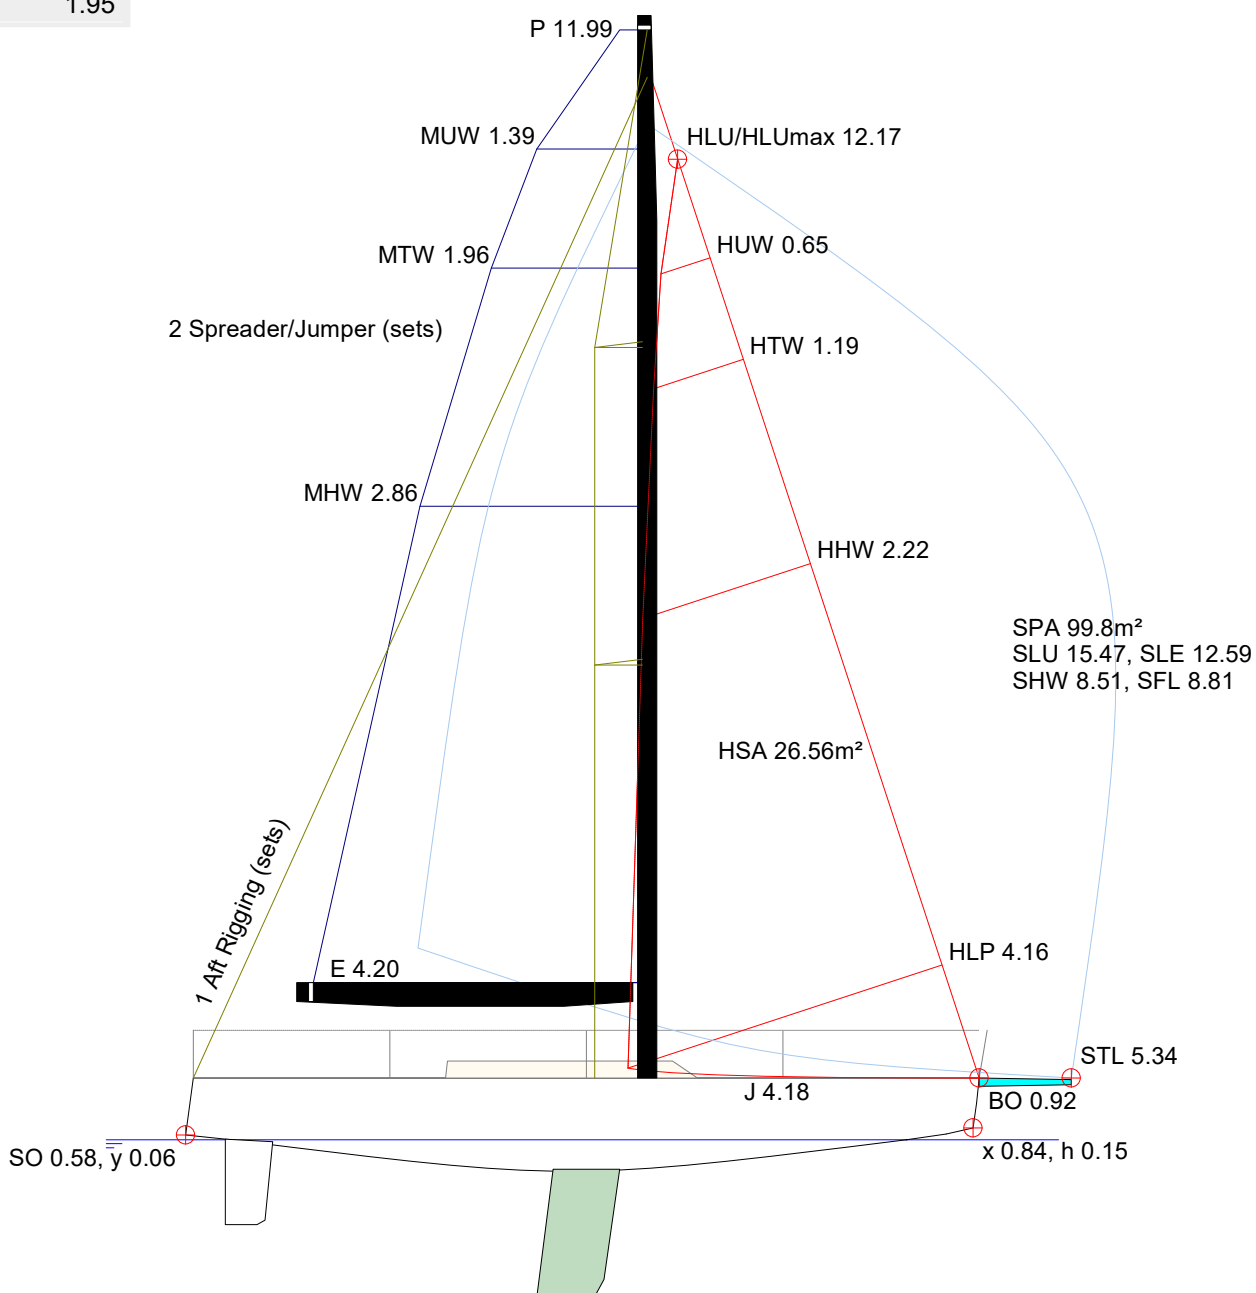 1.95
P 11.99
MUW 1.39
HLU/HLUmax 12.17
MTW 1.96
HUW 0.65
2 Spreader/Jumper (sets)
HTW 1.19
MHW 2.86
HHW 2.22
SPA 99.8m²
SLU 15.47, SLE 12.59
SHW 8.51, SFL 8.81
HSA 26.56m²
1 Aft Rigging (sets)
E 4.20
HLP 4.16
STL 5.34
J 4.18
BO 0.92
SO 0.58, y 0.06
x 0.84, h 0.15